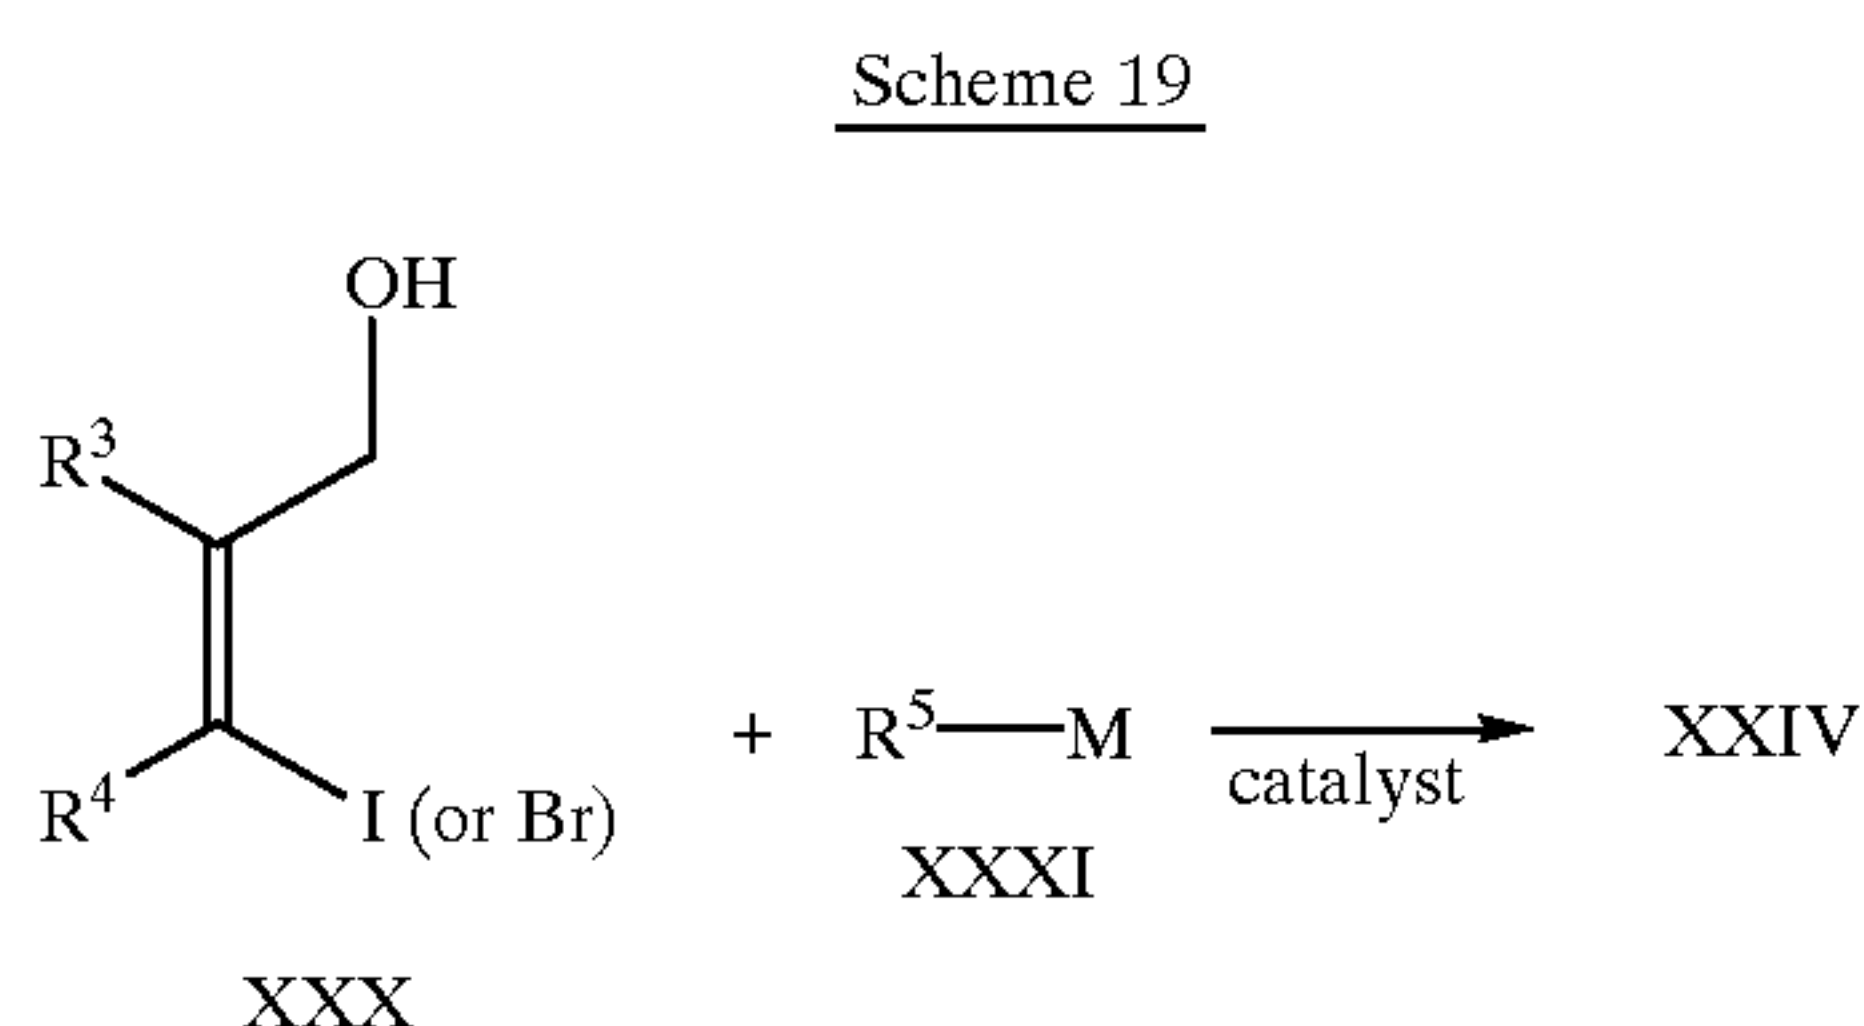 Scheme 19
OH
R³
R⁴
I (or Br)
+
R⁵—M
catalyst
XXIV
XXXI
XXX